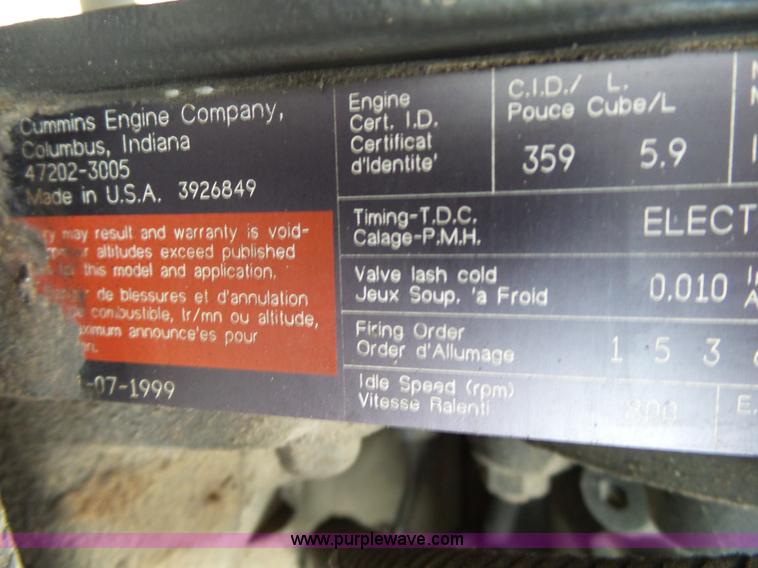 Cummins Engine Company,
Columbus, Indiana
47202-3005
Made in U.S.A. 3926849
may result and warranty is void-
altitudes exceed published
for this model and application.
de blessures et d'annulation
combustible, tr/mn ou altitude,
maximum announce'es pour
-07-1999
Engine
Cert. I.D.
Certificat
d'Identite'
C.I.D./ L.
Pouce Cube/L
359 5.9
Timing-T.D.C.
Calage-P.M.H.
ELECT
Valve lash cold
Jeux Soup. 'a Froid
0.010
Firing Order
Order d'Allumage
1 5 3
Idle Speed (rpm)
Vitesse Ralenti
800
E.
www.purplewave.com